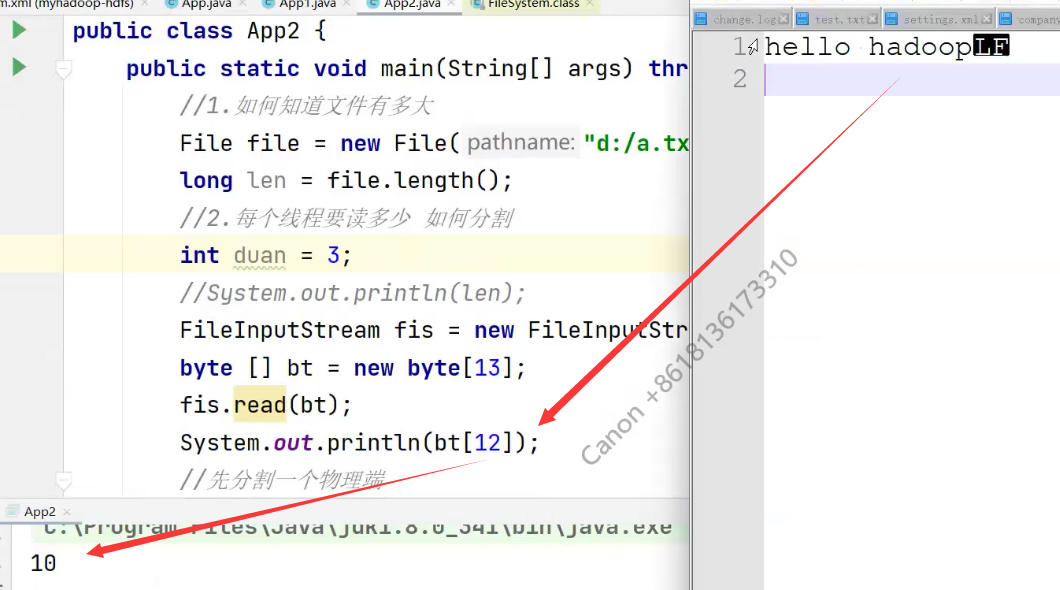 m.xml (myhadoop-hdfs) × App.java × App1.java × App2.java × FileSystem.class
public class App2 {
public static void main(String[] args) thr
//1.如何知道文件有多大
File file = new File( pathname: "d:/a.tx
long len = file.length();
//2.每个线程要读多少 如何分割
int duan = 3;
//System.out.println(len);
FileInputStream fis = new FileInputStr
byte [] bt = new byte[13];
fis.read(bt);
System.out.println(bt[12]);
//先分割一个物理端
App2 ×
C:\Program Files\Java\jdk1.8.0_341\bin\java.exe
10
change.log test.txt settings.xml company
1 hello hadoopLF
2
Canon +8618136173310